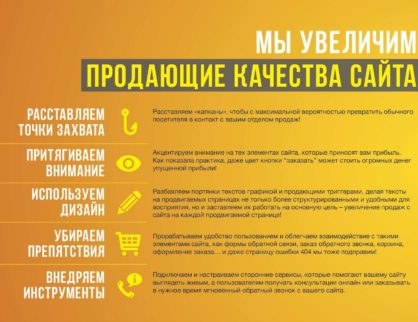 МЫ УВЕЛИЧИМ
ПРОДАЮЩИЕ КАЧЕСТВА САЙТА
РАССТАВЛЯЕМ
ТОЧКИ ЗАХВАТА
Расставляем «капканы», чтобы с максимальной вероятностью превратить обычного
посетителя в контакт с вашим отделом продаж!
ПРИТЯГИВАЕМ
ВНИМАНИЕ
Акцентируем внимание на тех элементах сайта, которые приносят вам прибыль.
Как показала практика, даже цвет кнопки "заказать" может стоить огромных денег
упущенной прибыли!
ИСПОЛЬЗУЕМ
ДИЗАЙН
Разбавляем портянки текстов графикой и продающими триггерами, делая тексты
на продвигаемых страницах не только более структурированными и удобными для
восприятия, но и заставляем их работать на основную цель – увеличение продаж с
сайта на каждой продвигаемой странице!
УБИРАЕМ
ПРЕПЯТСТВИЯ
Прорабатываем удобство пользования и облегчаем взаимодействие с такими
элементами сайта, как формы обратной связи, заказ обратного звонка, корзина,
оформление заказа... и даже страницы ошибки 404 мы тоже подправим!
ВНЕДРЯЕМ
ИНСТРУМЕНТЫ
Подключаем и настраиваем сторонние сервисы, которые помогают вашему сайту
выглядеть живым, а пользователям получать консультации онлайн или заказывать
в нужное время мгновенный обратный звонок с вашего сайта.